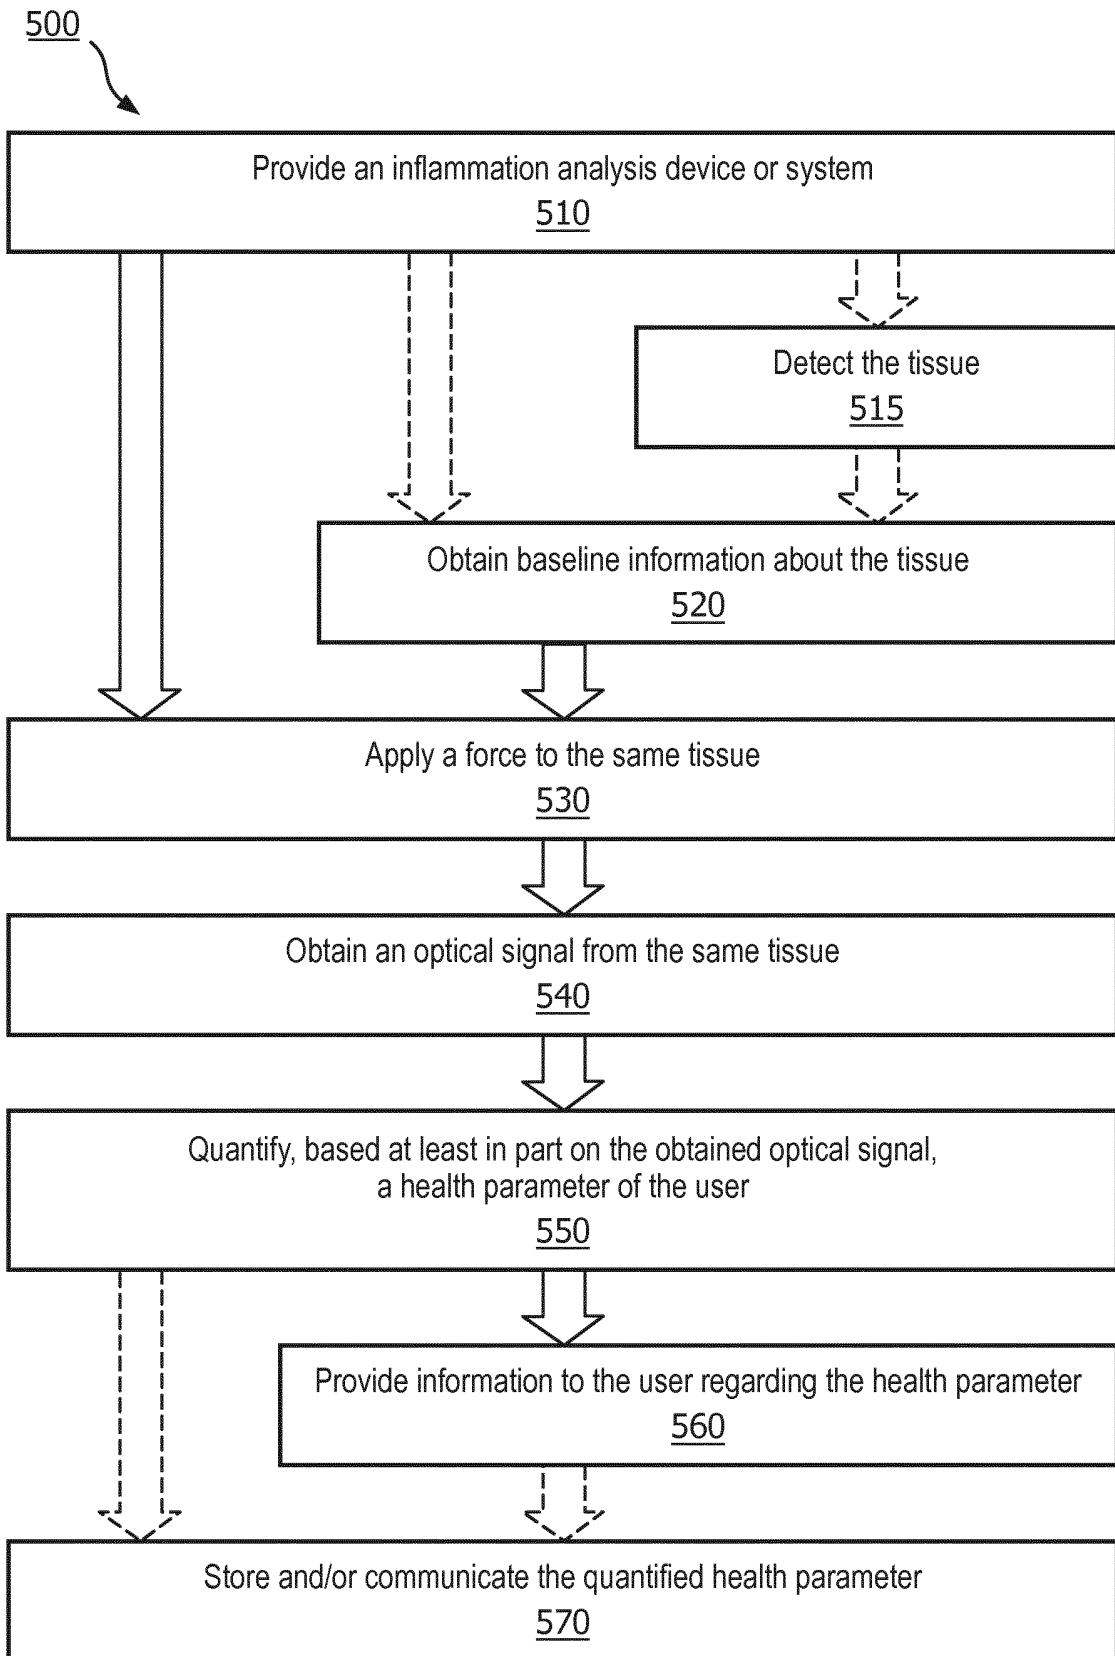 500
Provide an inflammation analysis device or system
510
Detect the tissue
515
Obtain baseline information about the tissue
520
Apply a force to the same tissue
530
Obtain an optical signal from the same tissue
540
Quantify, based at least in part on the obtained optical signal,
a health parameter of the user
550
Provide information to the user regarding the health parameter
560
Store and/or communicate the quantified health parameter
570